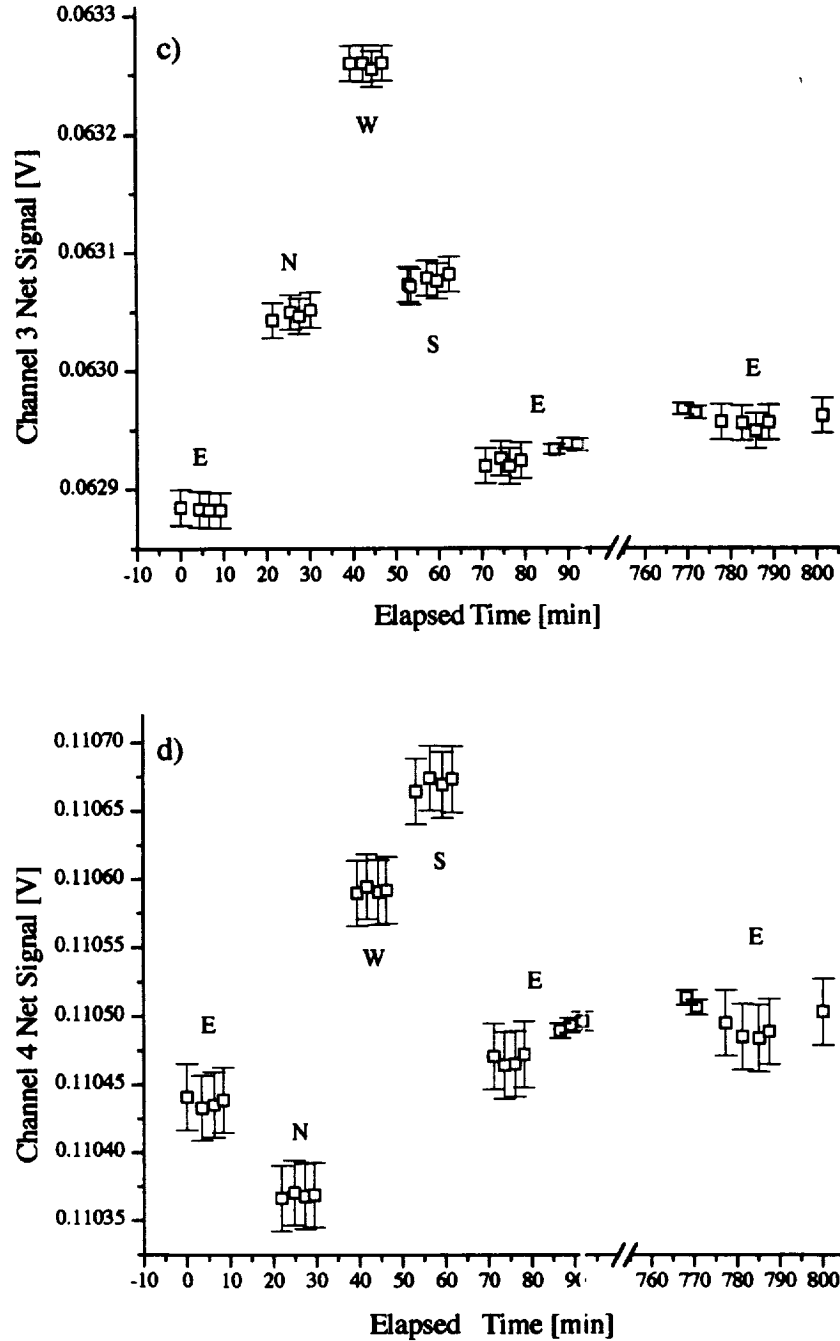 c)
0.0633
0.0632
0.0631
0.0630
0.0629
Channel 3 Net Signal [V]
W
N
S
E
E
E
-10 0 10 20 30 40 50 60 70 80 90 760 770 780 790 800
Elapsed Time [min]
d)
0.11070
0.11065
0.11060
0.11055
0.11050
0.11045
0.11040
0.11035
Channel 4 Net Signal [V]
S
W
E
E
E
N
-10 0 10 20 30 40 50 60 70 80 90 760 770 780 790 800
Elapsed Time [min]